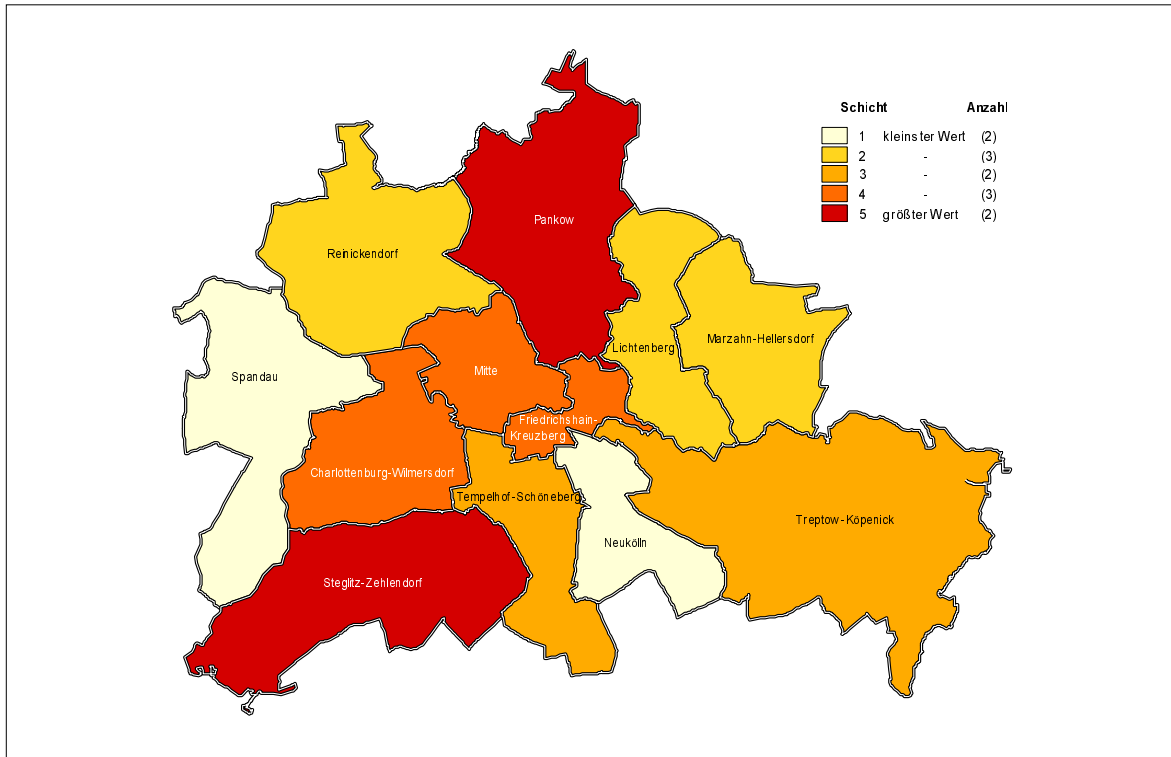 Schicht Anzahl
1 kleinster Wert (2)
2 - (3)
3 - (2)
4 - (3)
5 größter Wert (2)
Pankow
Reinickendorf
Lichtenberg
Marzahn-Hellersdorf
Spandau
Mitte
Friedrichshain-
Kreuzberg
Charlottenburg-Wilmersdorf
Tempelhof-Schöneberg
Treptow-Köpenick
Neukölln
Steglitz-Zehlendorf